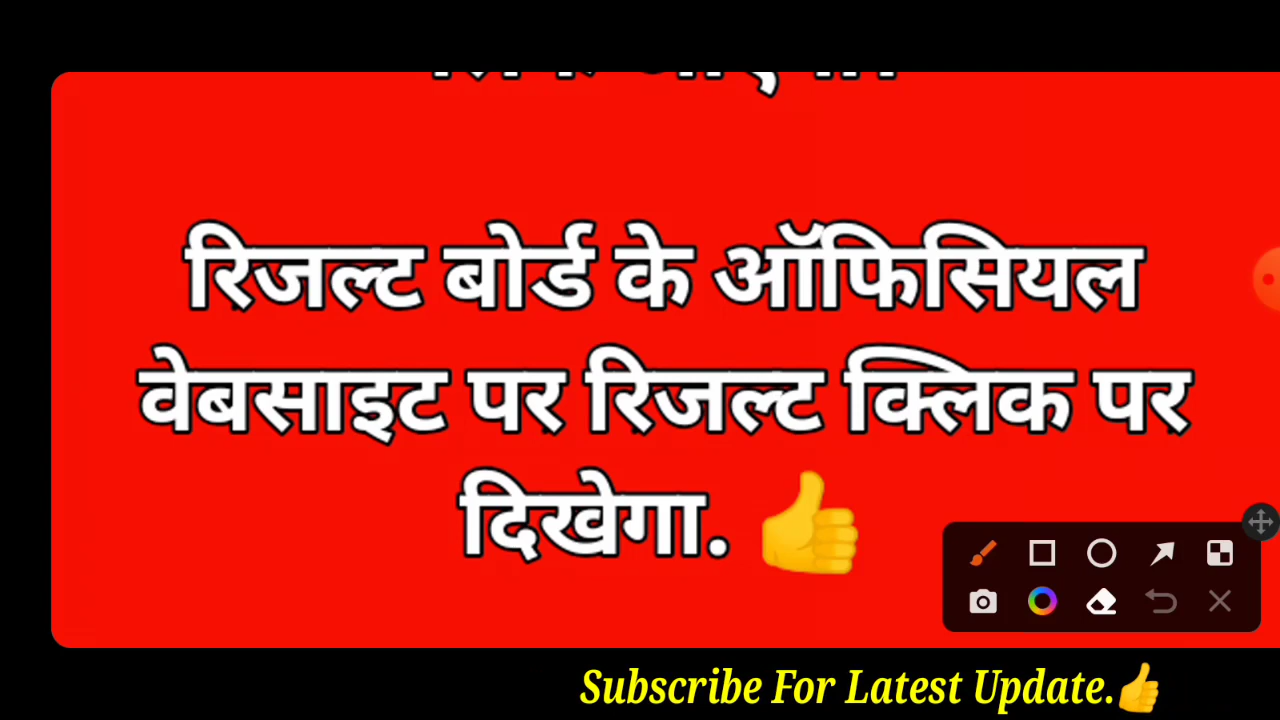 रिजल्ट बोर्ड के ऑफिसियल
वेबसाइट पर रिजल्ट क्लिक पर
दिखेगा. 👍
Subscribe For Latest Update.👍